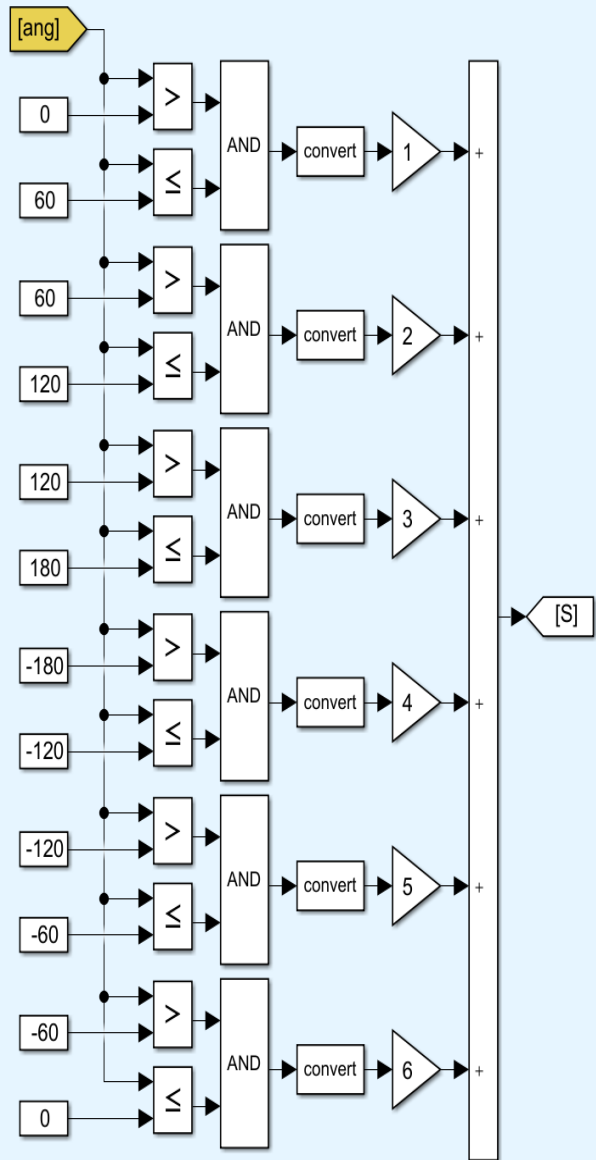 [ang]
>
0
AND
convert
1
+
≤
60
>
60
AND
convert
2
+
≤
120
>
120
AND
convert
3
+
≤
180
[S]
>
-180
AND
convert
4
+
≤
-120
>
-120
AND
convert
5
+
≤
-60
>
-60
AND
convert
6
+
≤
0